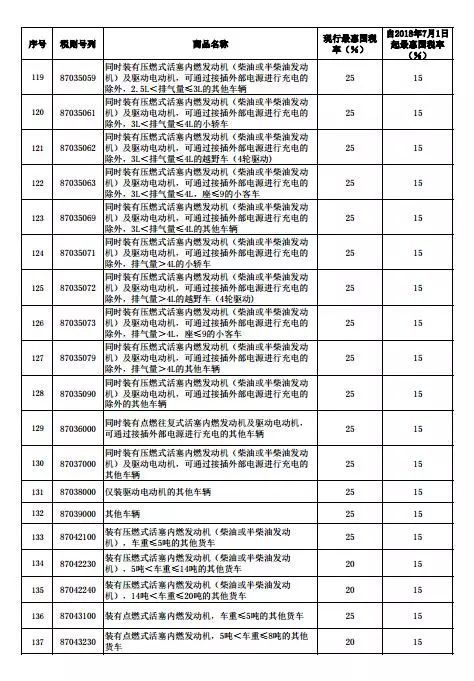 序号 税则号列 商品名称 现行最惠国税率（%） 自2018年7月1日起最惠国税率（%）
同时装有压燃式活塞内燃发动机（柴油或半柴油发动
119 87035059 机）及驱动电动机，可通过接插外部电源进行充电的 25 15
除外，2.5L＜排气量≤3L的其他车辆
同时装有压燃式活塞内燃发动机（柴油或半柴油发动
120 87035061 机）及驱动电动机，可通过接插外部电源进行充电的 25 15
除外，3L＜排气量≤4L的小轿车
同时装有压燃式活塞内燃发动机（柴油或半柴油发动
121 87035062 机）及驱动电动机，可通过接插外部电源进行充电的 25 15
除外，3L＜排气量≤4L的越野车（4轮驱动)
同时装有压燃式活塞内燃发动机（柴油或半柴油发动
122 87035063 机）及驱动电动机，可通过接插外部电源进行充电的 25 15
除外，3L＜排气量≤4L，座≤9的小客车
同时装有压燃式活塞内燃发动机（柴油或半柴油发动
123 87035069 机）及驱动电动机，可通过接插外部电源进行充电的 25 15
除外，3L＜排气量≤4L的其他车辆
同时装有压燃式活塞内燃发动机（柴油或半柴油发动
124 87035071 机）及驱动电动机，可通过接插外部电源进行充电的 25 15
除外，排气量＞4L的小轿车
同时装有压燃式活塞内燃发动机（柴油或半柴油发动
125 87035072 机）及驱动电动机，可通过接插外部电源进行充电的 25 15
除外，排气量＞4L的越野车（4轮驱动)
同时装有压燃式活塞内燃发动机（柴油或半柴油发动
126 87035073 机）及驱动电动机，可通过接插外部电源进行充电的 25 15
除外，排气量＞4L，座≤9的小客车
同时装有压燃式活塞内燃发动机（柴油或半柴油发动
127 87035079 机）及驱动电动机，可通过接插外部电源进行充电的 25 15
除外，排气量＞4L的其他车辆
同时装有压燃式活塞内燃发动机（柴油或半柴油发动
128 87035090 机）及驱动电动机，可通过接插外部电源进行充电的 25 15
除外的其他车辆
129 87036000 同时装有点燃往复式活塞内燃发动机及驱动电动机， 25 15
可通过接插外部电源进行充电的其他车辆
同时装有压燃式活塞内燃发动机（柴油或半柴油发动
130 87037000 机）及驱动电动机，可通过接插外部电源进行充电的 25 15
其他车辆
131 87038000 仅装驱动电动机的其他车辆 25 15
132 87039000 其他车辆 25 15
133 87042100 装有压燃式活塞内燃发动机（柴油或半柴油发动 25 15
机），车重≤5吨的其他货车
134 87042230 装有压燃式活塞内燃发动机（柴油或半柴油发动 20 15
机），5吨＜车重≤14吨的其他货车
135 87042240 装有压燃式活塞内燃发动机（柴油或半柴油发动 20 15
机），14吨＜车重≤20吨的其他货车
136 87043100 装有点燃式活塞内燃发动机，车重≤5吨的其他货车 25 15
137 87043230 装有点燃式活塞内燃发动机，5吨＜车重≤8吨的其他 20 15
货车